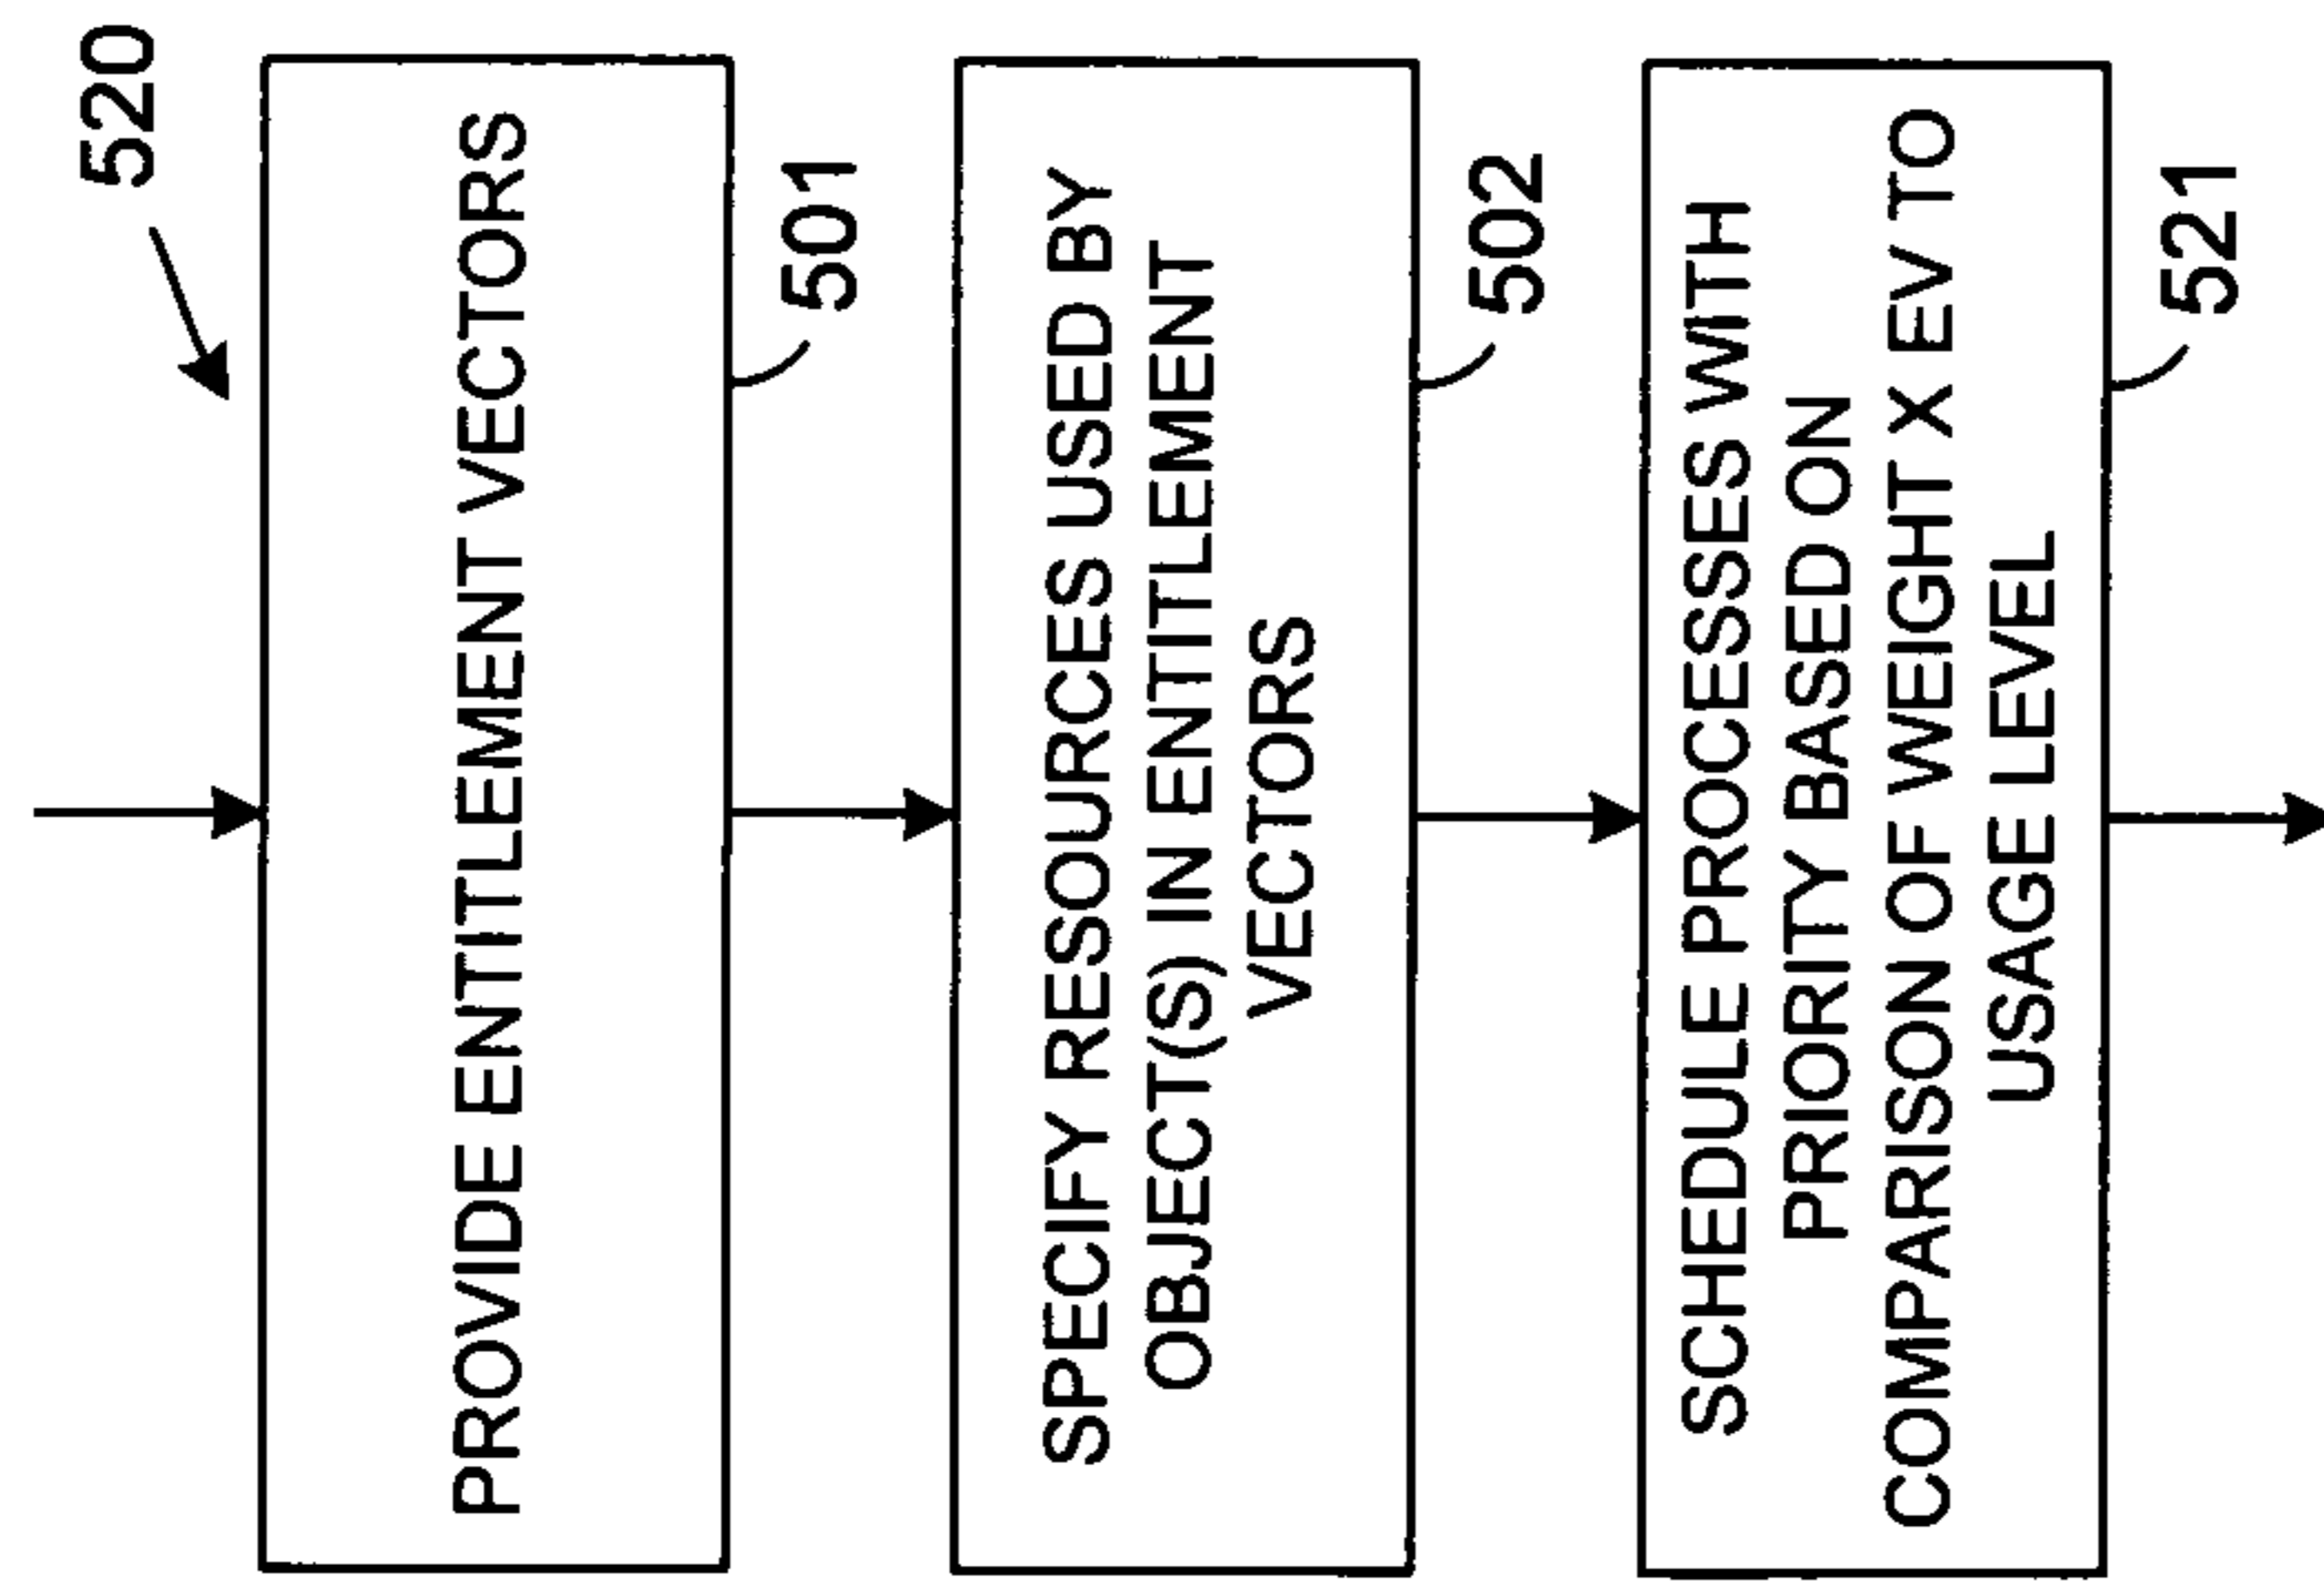 520
PROVIDE ENTITLEMENT VECTORS
501
SPECIFY RESOURCES USED BY
OBJECT(S) IN ENTITLEMENT
VECTORS
502
SCHEDULE PROCESSES WITH
PRIORITY BASED ON
COMPARISON OF WEIGHT X EV TO
USAGE LEVEL
521